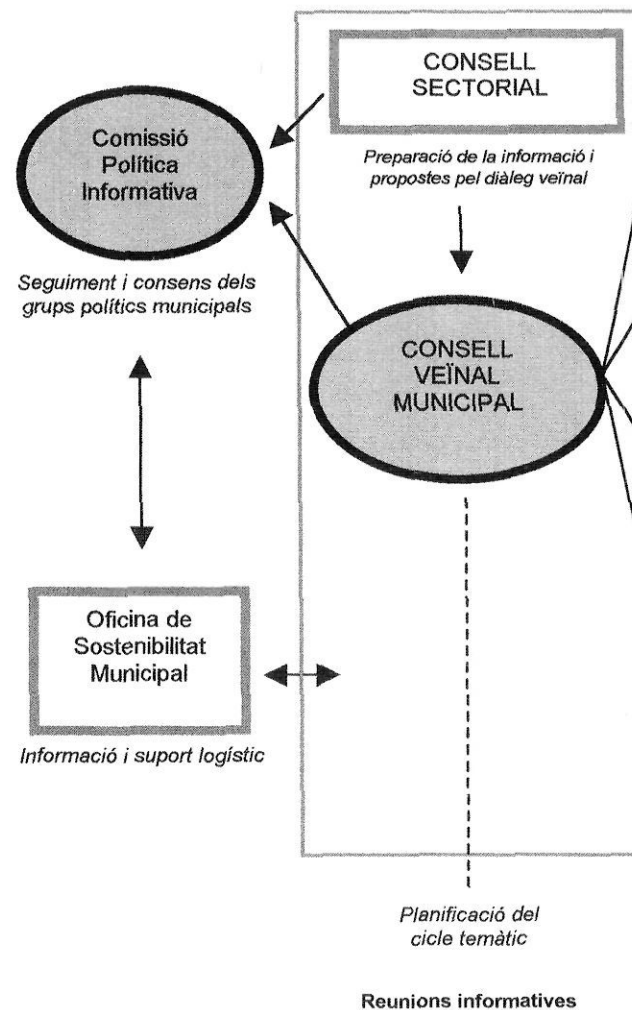 CONSELL
SECTORIAL
Comissió
Política
Informativa
Preparació de la informació i
propostes pel diàleg veïnal
Seguiment i consens dels
grups polítics municipals
CONSELL
VEÏNAL
MUNICIPAL
Oficina de
Sostenibilitat
Municipal
Informació i suport logístic
Planificació del
cicle temàtic
Reunions informatives